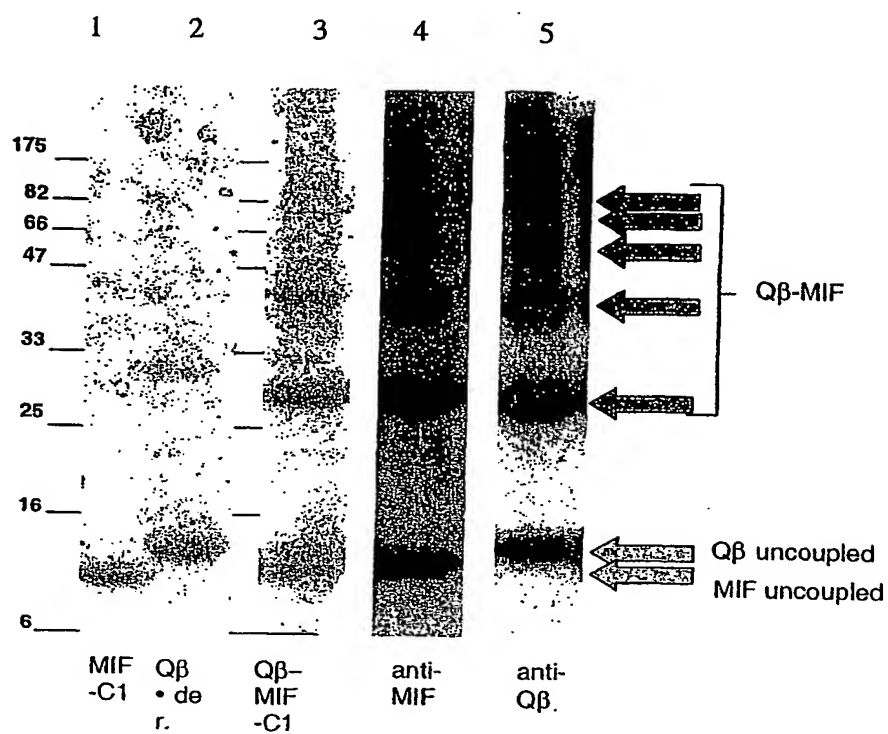 1 2 3 4 5
175
82
66
47
33
25
16
6
Qβ-MIF
Qβ uncoupled
MIF uncoupled
MIF
-C1
Qβ
• de
r.
Qβ–
MIF
-C1
anti-
MIF
anti-
Qβ.